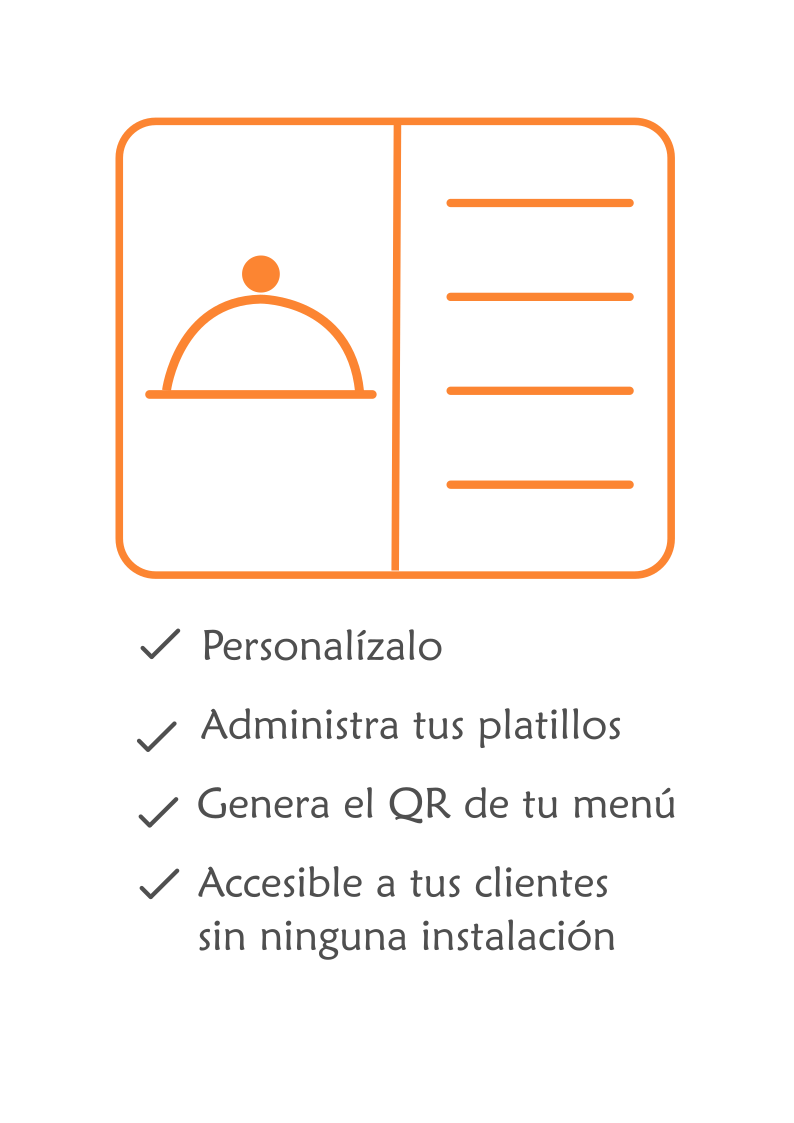 Personalízalo
Administra tus platillos
Genera el QR de tu menú
Accesible a tus clientes
sin ninguna instalación